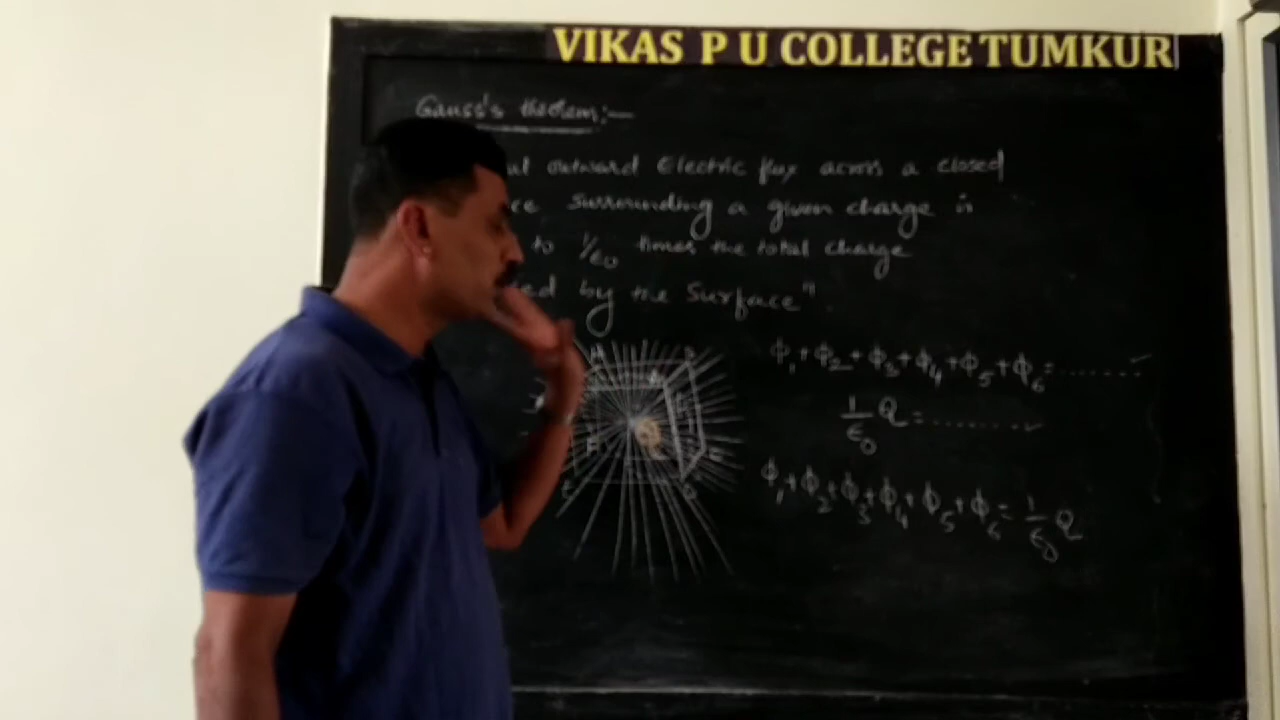 VIKAS P U COLLEGE TUMKUR
Gauss's theorem:—
outward Electric flux across a closed
ce surrounding a given charge is
to 1/ϵ₀ times the total charge
ed by the surface"
ϕ₁+ϕ₂+ϕ₃+ϕ₄+ϕ₅+ϕ₆=.......✓
1/ϵ₀ Q=.........✓
ϕ₁+ϕ₂+ϕ₃+ϕ₄+ϕ₅+ϕ₆=1/ϵ₀ Q